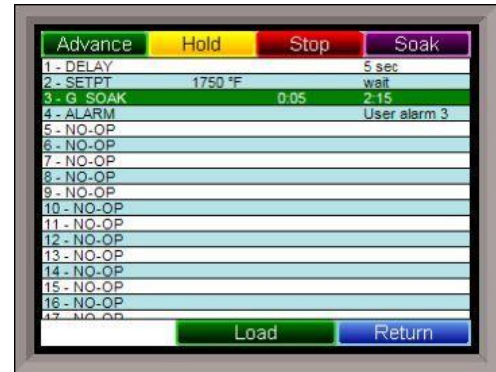 Advance Hold Stop Soak
1 - DELAY 5 sec
2 - SETPT 1750 °F wait
3 - G SOAK 0:05 2:15
4 - ALARM User alarm 3
5 - NO-OP
6 - NO-OP
7 - NO-OP
8 - NO-OP
9 - NO-OP
10 - NO-OP
11 - NO-OP
12 - NO-OP
13 - NO-OP
14 - NO-OP
15 - NO-OP
16 - NO-OP
17 NO-OP
Load Return